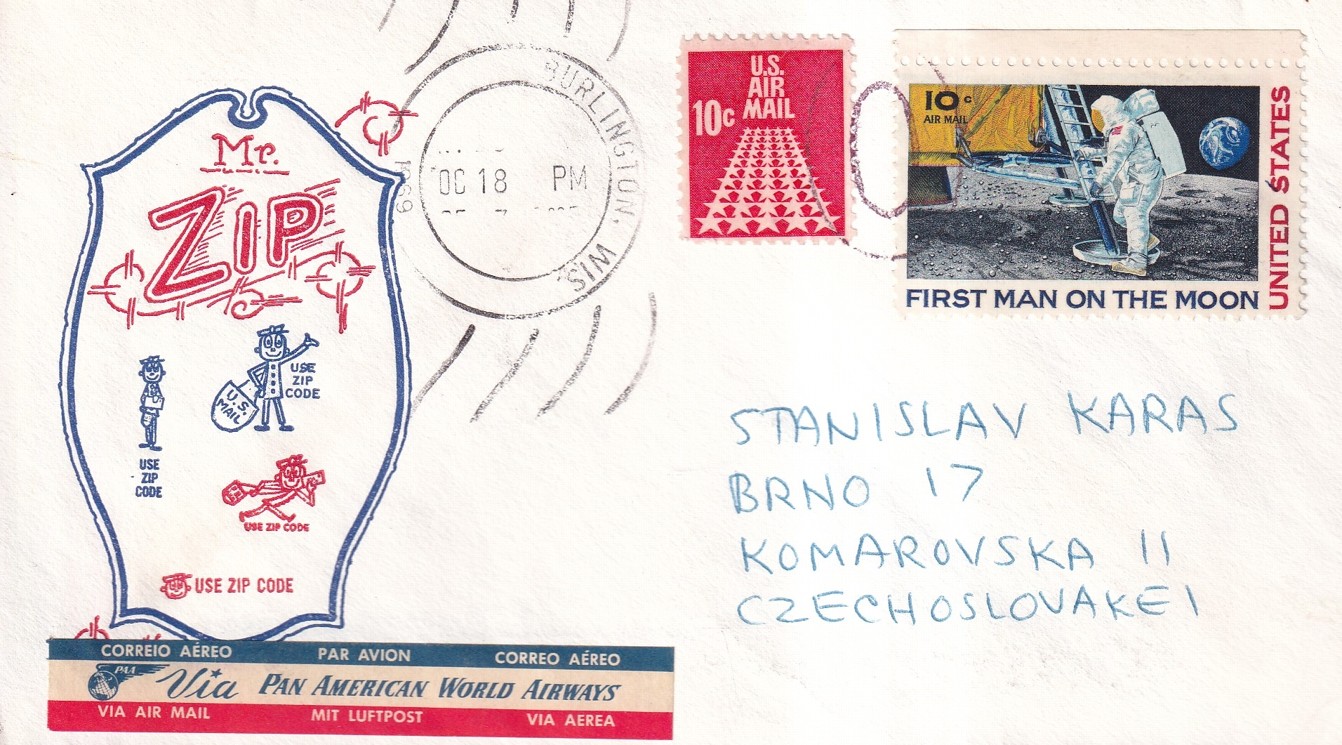 BURLINGTON, WIS.
OC 18 PM
1969
U.S.
AIR
MAIL
10c
10c
AIR MAIL
FIRST MAN ON THE MOON
UNITED STATES
Mr.
ZIP
USE
ZIP
CODE
U.S.
MAIL
USE
ZIP
CODE
USE ZIP CODE
USE ZIP CODE
STANISLAV KARAS
BRNO 17
KOMAROVSKA 11
CZECHOSLOVAKEI
CORREIO AÉREO PAR AVION CORREO AÉREO
PAA Via PAN AMERICAN WORLD AIRWAYS
VIA AIR MAIL MIT LUFTPOST VIA AEREA